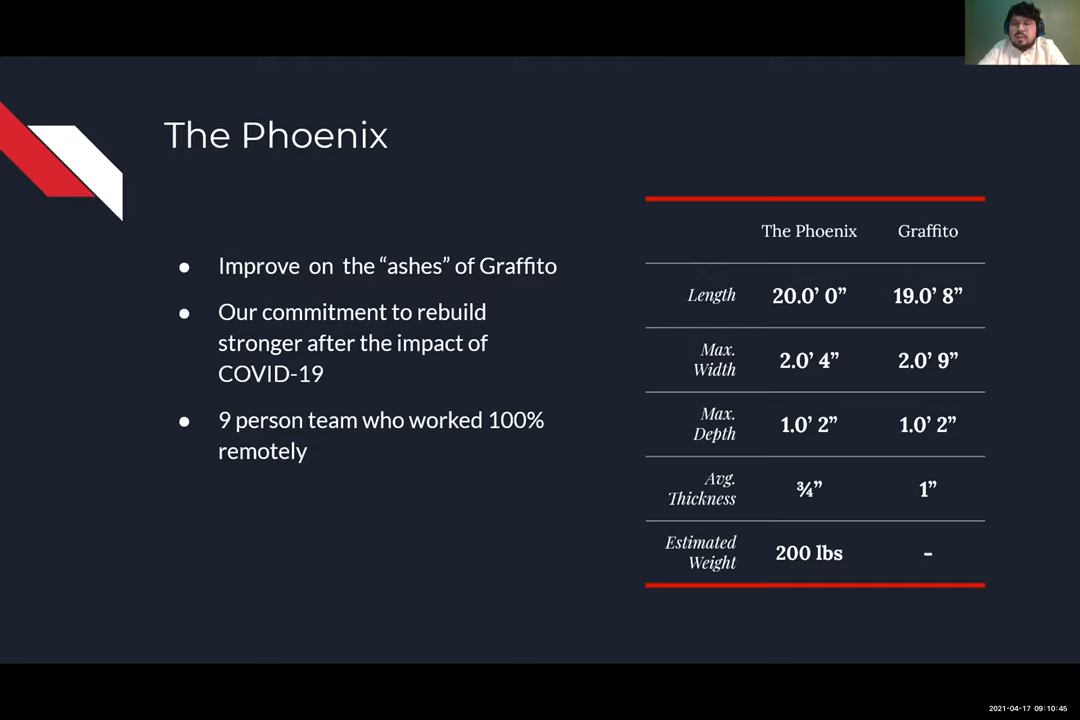 The Phoenix
● Improve on the “ashes” of Graffito
● Our commitment to rebuild
stronger after the impact of
COVID-19
● 9 person team who worked 100%
remotely
The Phoenix Graffito
Length 20.0’ 0” 19.0’ 8”
Max.
Width 2.0’ 4” 2.0’ 9”
Max.
Depth 1.0’ 2” 1.0’ 2”
Avg.
Thickness ¾” 1”
Estimated
Weight 200 lbs -
2021-04-17 09:10:45